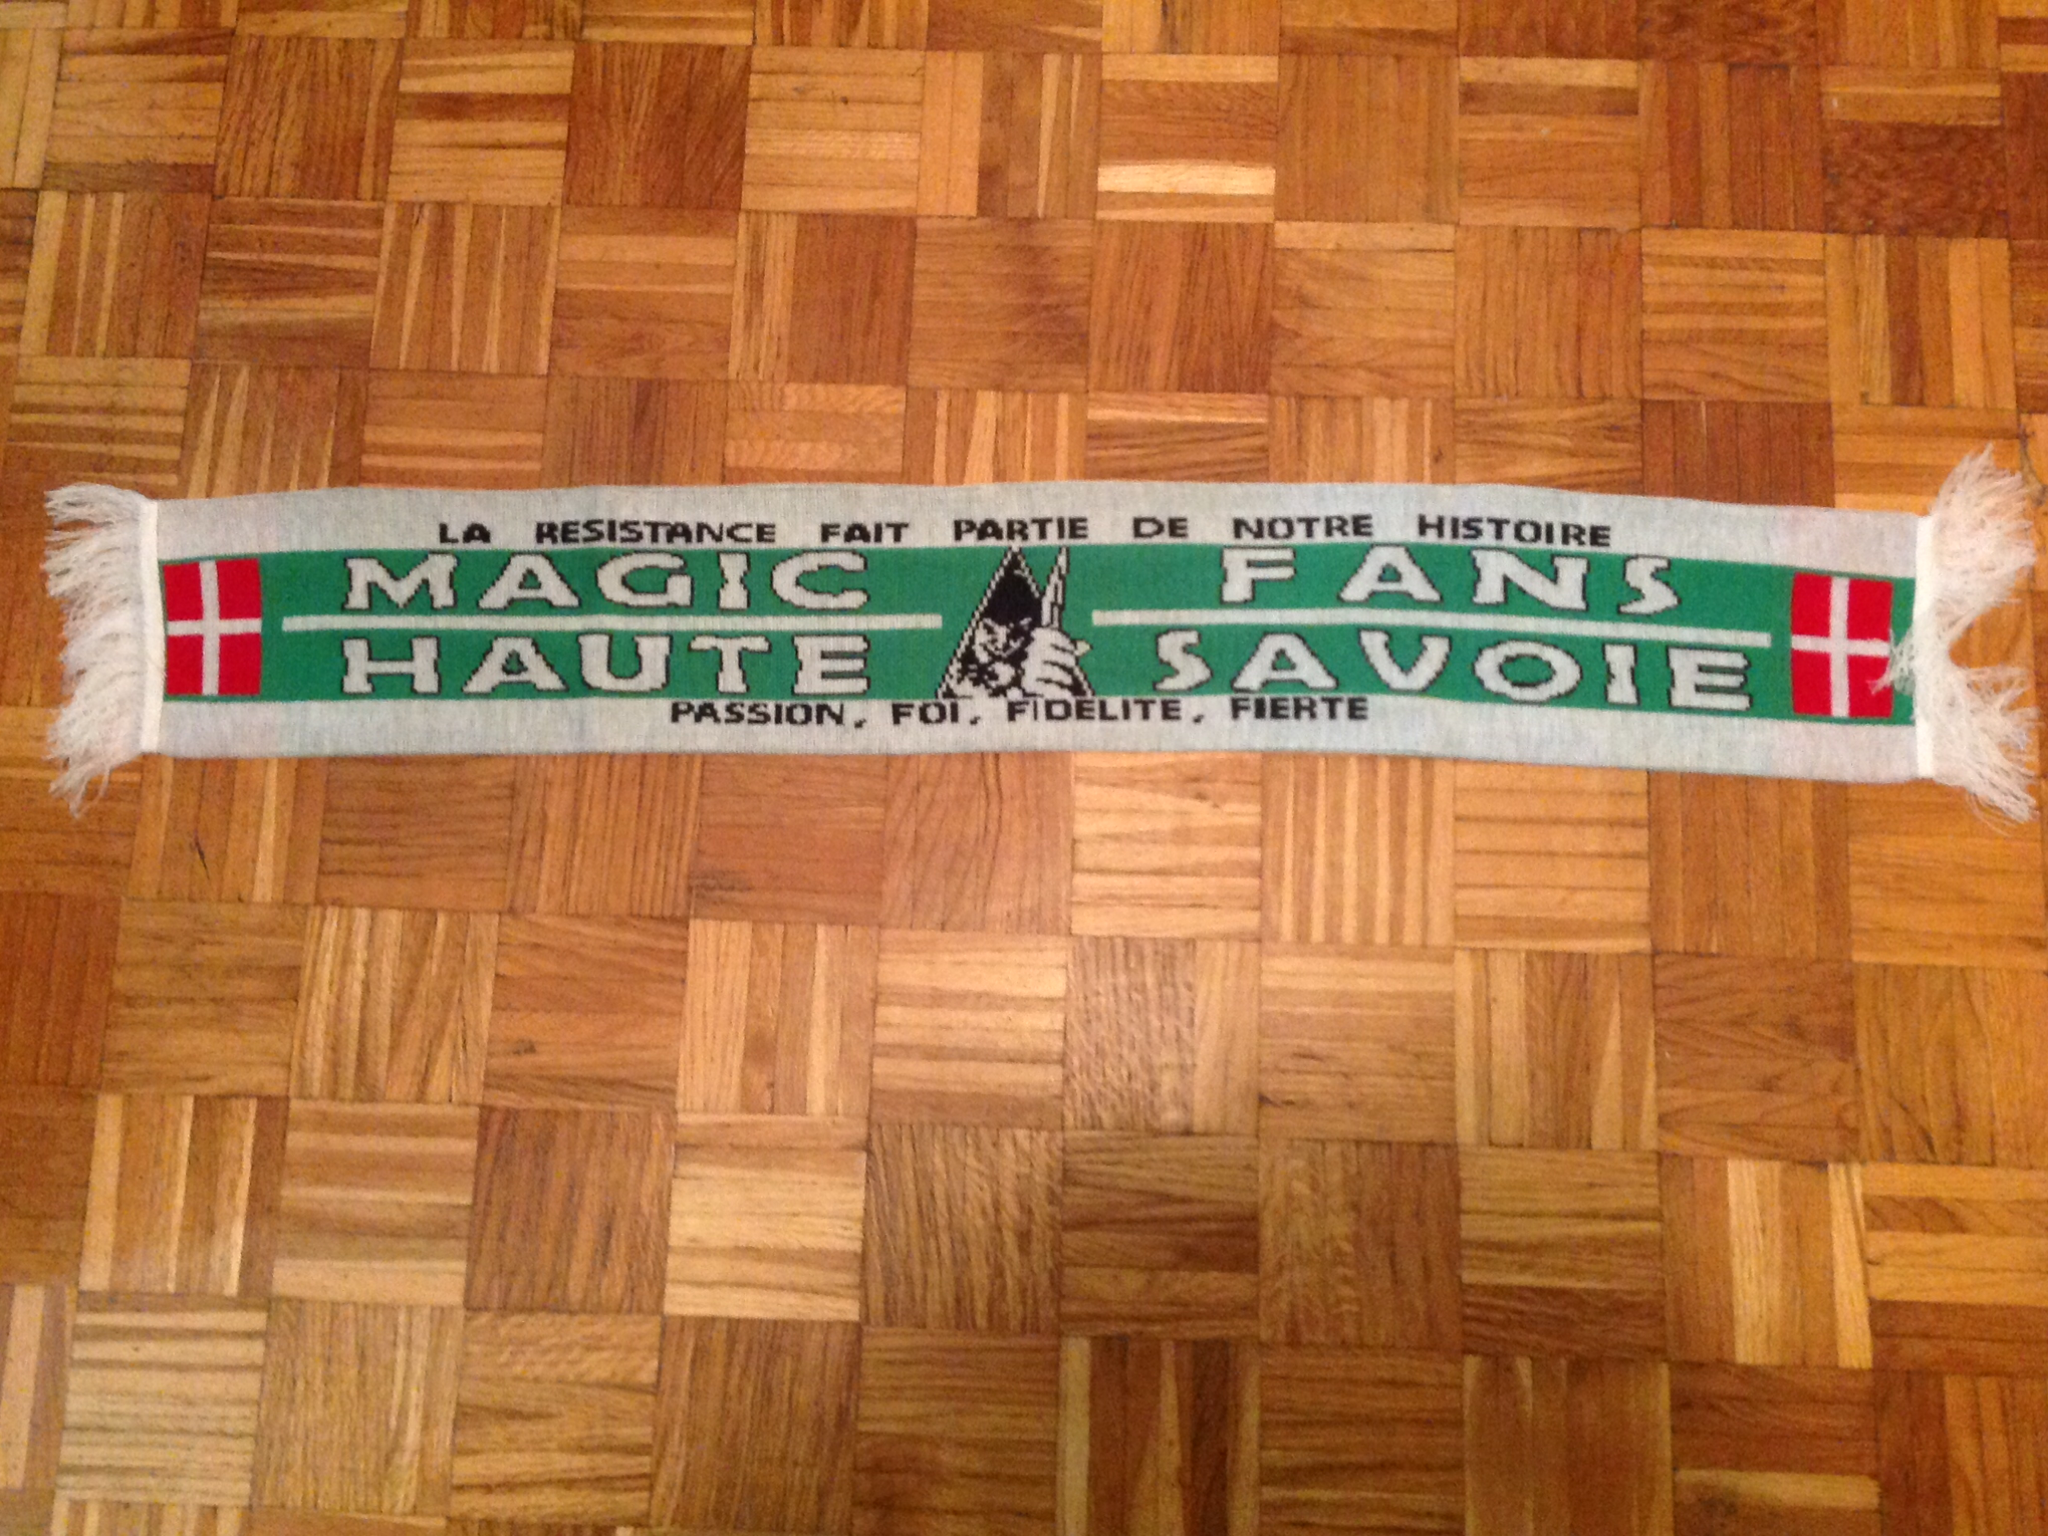 LA RESISTANCE FAIT PARTIE DE NOTRE HISTOIRE
MAGIC FANS
HAUTE SAVOIE
PASSION, FOI, FIDELITE, FIERTE